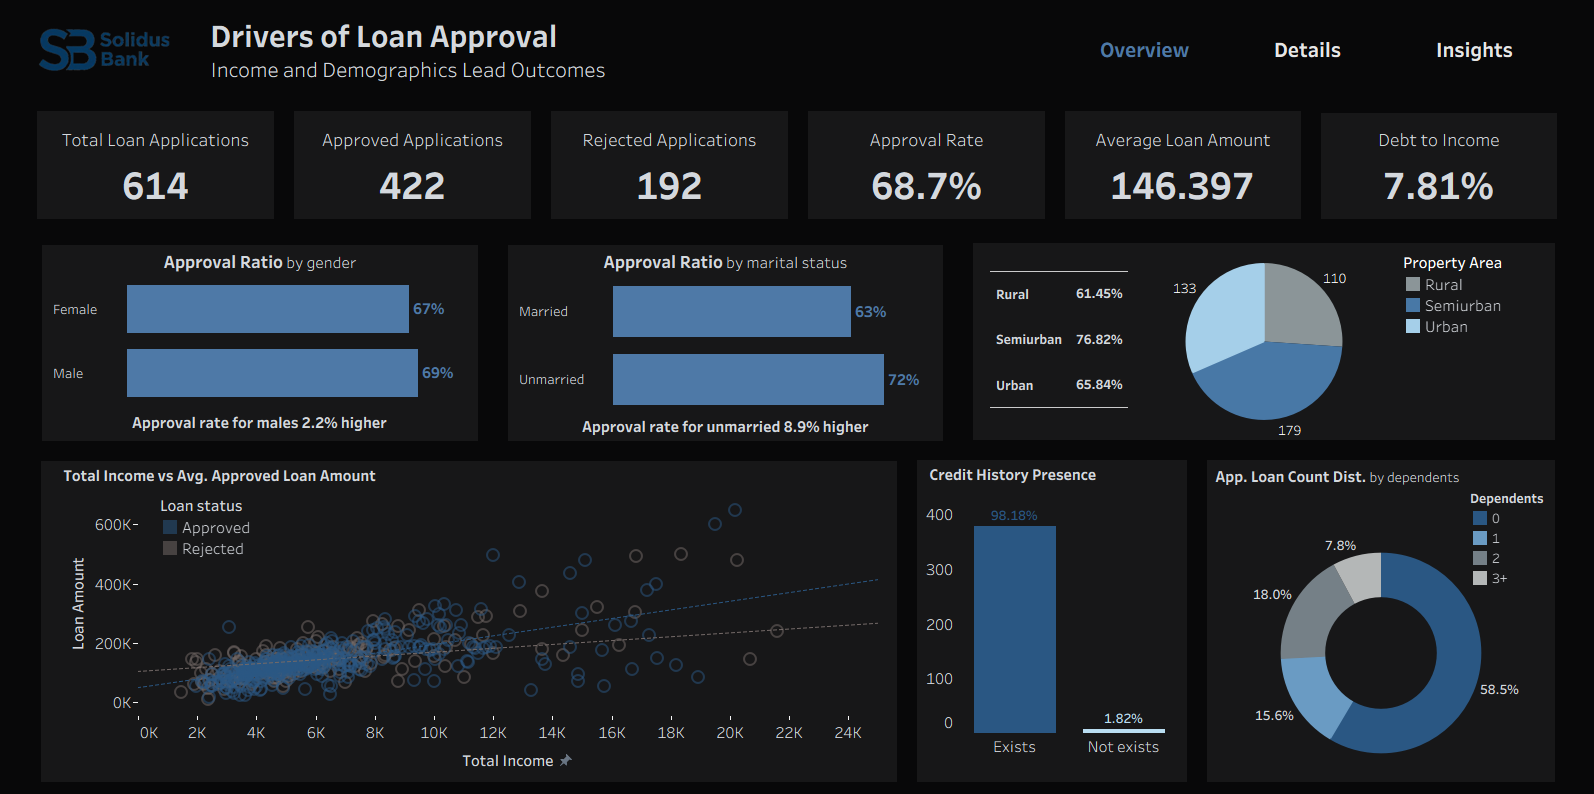 Solidus
Bank
Drivers of Loan Approval
Income and Demographics Lead Outcomes
Overview
Details
Insights
Total Loan Applications
614
Approved Applications
422
Rejected Applications
192
Approval Rate
68.7%
Average Loan Amount
146.397
Debt to Income
7.81%
Approval Ratio by gender
Female
67%
Male
69%
Approval rate for males 2.2% higher
Approval Ratio by marital status
Married
63%
Unmarried
72%
Approval rate for unmarried 8.9% higher
Rural 61.45%
Semiurban 76.82%
Urban 65.84%
133
110
179
Property Area
Rural
Semiurban
Urban
Total Income vs Avg. Approved Loan Amount
Loan status
Approved
Rejected
Loan Amount
600K
400K
200K
0K
0K 2K 4K 6K 8K 10K 12K 14K 16K 18K 20K 22K 24K
Total Income
Credit History Presence
400
300
200
100
0
98.18%
1.82%
Exists
Not exists
App. Loan Count Dist. by dependents
Dependents
0
1
2
3+
7.8%
18.0%
15.6%
58.5%